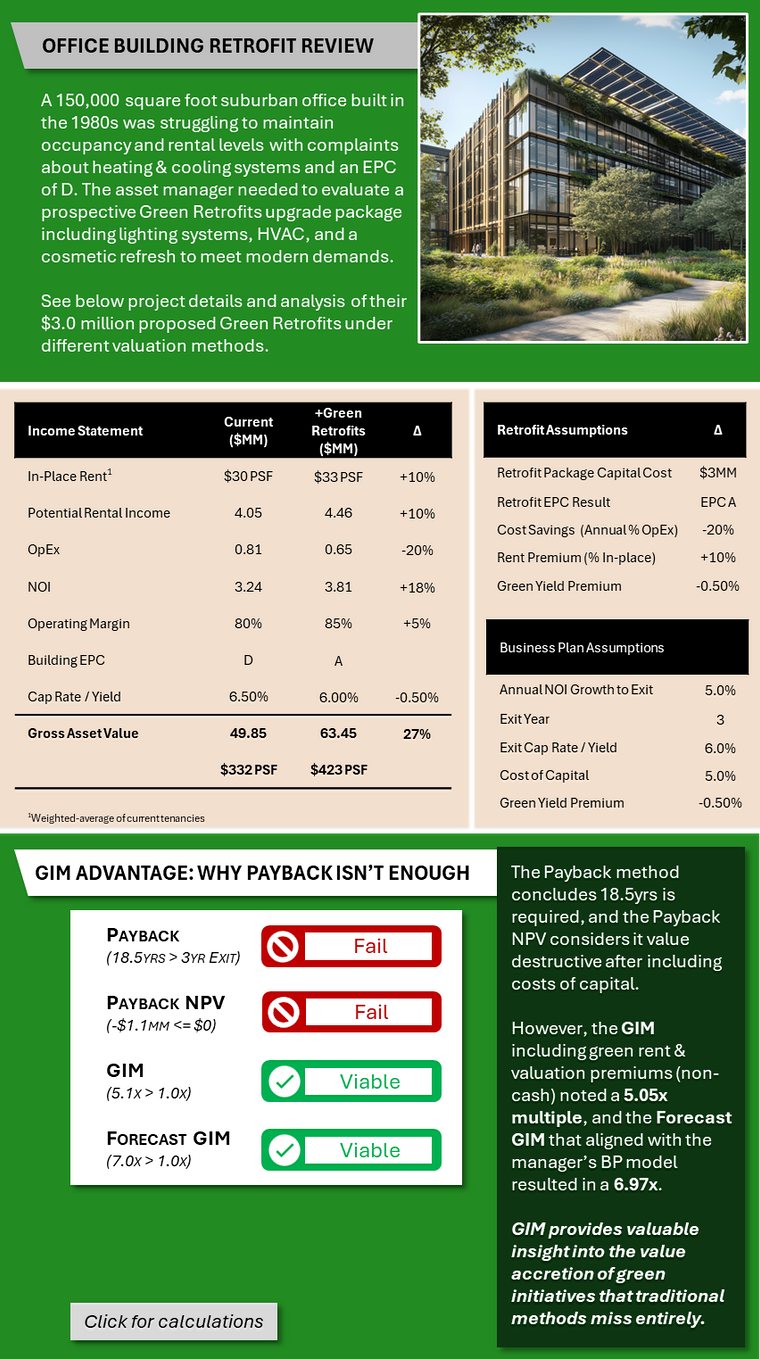 OFFICE BUILDING RETROFIT REVIEW
A 150,000 square foot suburban office built in
the 1980s was struggling to maintain
occupancy and rental levels with complaints
about heating & cooling systems and an EPC
of D. The asset manager needed to evaluate a
prospective Green Retrofits upgrade package
including lighting systems, HVAC, and a
cosmetic refresh to meet modern demands.
See below project details and analysis of their
$3.0 million proposed Green Retrofits under
different valuation methods.
Income Statement Current ($MM) +Green Retrofits ($MM) Δ
In-Place Rent¹ $30 PSF $33 PSF +10%
Potential Rental Income 4.05 4.46 +10%
OpEx 0.81 0.65 -20%
NOI 3.24 3.81 +18%
Operating Margin 80% 85% +5%
Building EPC D A
Cap Rate / Yield 6.50% 6.00% -0.50%
Gross Asset Value 49.85 63.45 27%
$332 PSF $423 PSF
¹Weighted-average of current tenancies
Retrofit Assumptions Δ
Retrofit Package Capital Cost $3MM
Retrofit EPC Result EPC A
Cost Savings (Annual % OpEx) -20%
Rent Premium (% In-place) +10%
Green Yield Premium -0.50%
Business Plan Assumptions
Annual NOI Growth to Exit 5.0%
Exit Year 3
Exit Cap Rate / Yield 6.0%
Cost of Capital 5.0%
Green Yield Premium -0.50%
GIM ADVANTAGE: WHY PAYBACK ISN'T ENOUGH
PAYBACK
(18.5YRS > 3YR EXIT)
Fail
PAYBACK NPV
(-$1.1MM <= $0)
Fail
GIM
(5.1X > 1.0X)
Viable
FORECAST GIM
(7.0X > 1.0X)
Viable
Click for calculations
The Payback method
concludes 18.5yrs is
required, and the Payback
NPV considers it value
destructive after including
costs of capital.
However, the GIM
including green rent &
valuation premiums (non-
cash) noted a 5.05x
multiple, and the Forecast
GIM that aligned with the
manager's BP model
resulted in a 6.97x.
GIM provides valuable
insight into the value
accretion of green
initiatives that traditional
methods miss entirely.